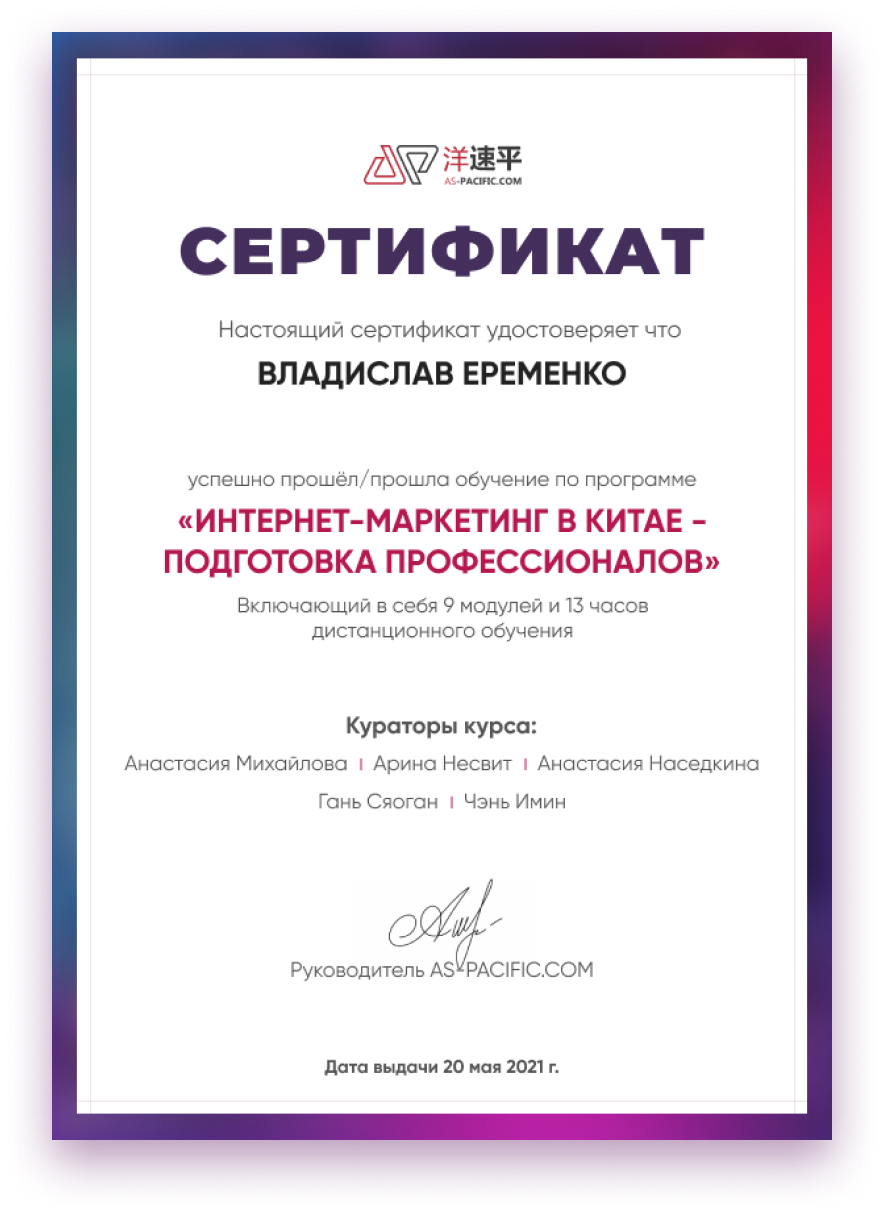 洋速平
AS-PACIFIC.COM
СЕРТИФИКАТ
Настоящий сертификат удостоверяет что
ВЛАДИСЛАВ ЕРЕМЕНКО
успешно прошёл/прошла обучение по программе
«ИНТЕРНЕТ-МАРКЕТИНГ В КИТАЕ -
ПОДГОТОВКА ПРОФЕССИОНАЛОВ»
Включающий в себя 9 модулей и 13 часов
дистанционного обучения
Кураторы курса:
Анастасия Михайлова I Арина Несвит I Анастасия Наседкина
Гань Сяоган I Чэнь Имин
Руководитель AS-PACIFIC.COM
Дата выдачи 20 мая 2021 г.